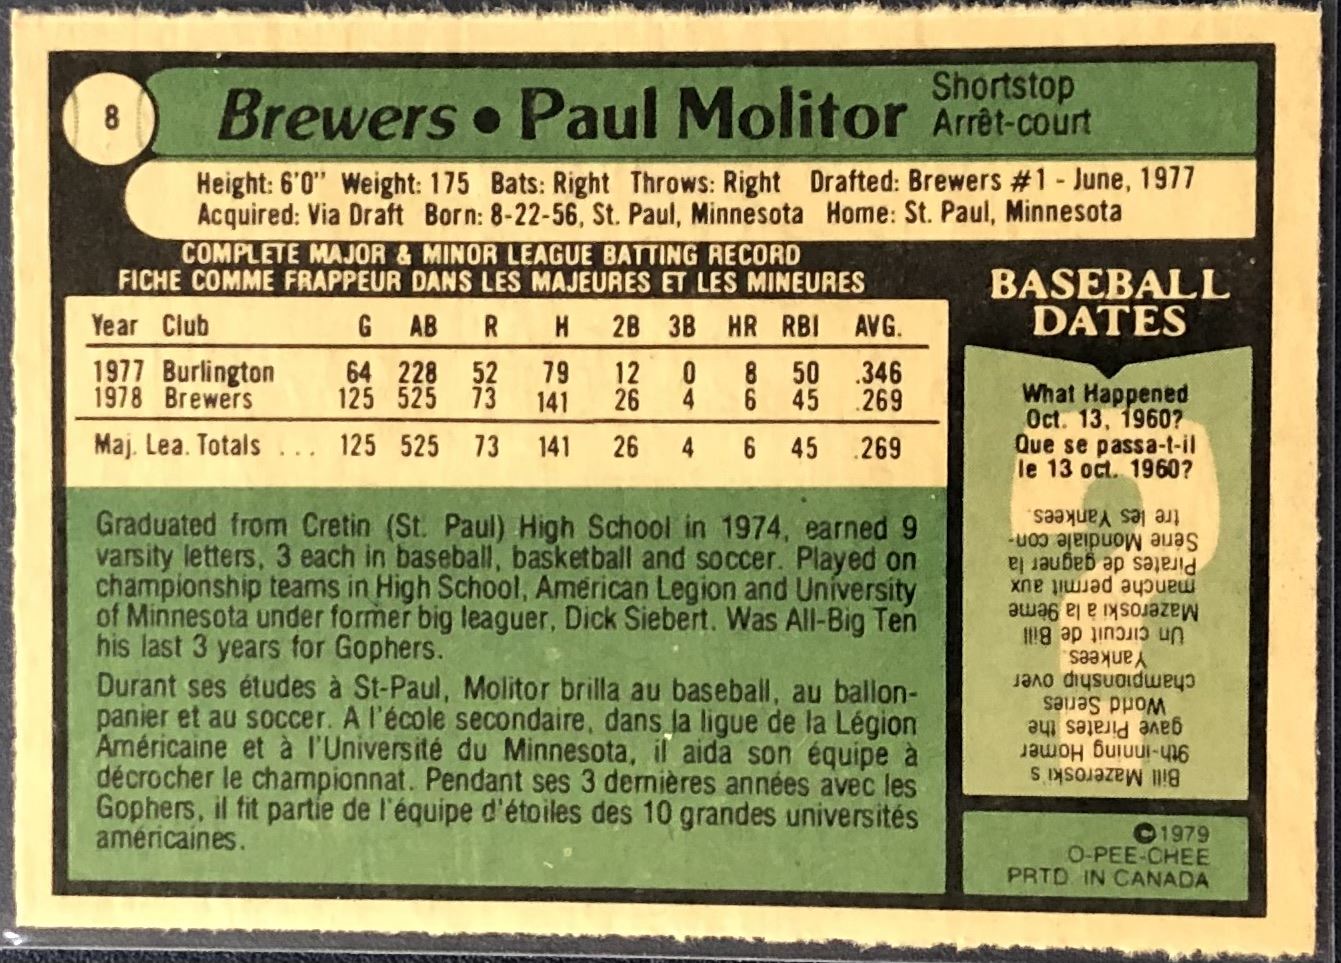 8
Brewers • Paul Molitor
Shortstop
Arrêt-court
Height: 6'0" Weight: 175 Bats: Right Throws: Right Drafted: Brewers #1 - June, 1977
Acquired: Via Draft Born: 8-22-56, St. Paul, Minnesota Home: St. Paul, Minnesota
COMPLETE MAJOR & MINOR LEAGUE BATTING RECORD
FICHE COMME FRAPPEUR DANS LES MAJEURES ET LES MINEURES
Year Club G AB R H 2B 3B HR RBI AVG.
1977 Burlington 64 228 52 79 12 0 8 50 .346
1978 Brewers 125 525 73 141 26 4 6 45 .269
Maj. Lea. Totals ... 125 525 73 141 26 4 6 45 .269
Graduated from Cretin (St. Paul) High School in 1974, earned 9
varsity letters, 3 each in baseball, basketball and soccer. Played on
championship teams in High School, American Legion and University
of Minnesota under former big leaguer, Dick Siebert. Was All-Big Ten
his last 3 years for Gophers.
Durant ses études à St-Paul, Molitor brilla au baseball, au ballon-
panier et au soccer. A l'école secondaire, dans la ligue de la Légion
Américaine et à l'Université du Minnesota, il aida son équipe à
décrocher le championnat. Pendant ses 3 dernières années avec les
Gophers, il fit partie de l'équipe d'étoiles des 10 grandes universités
américaines.
BASEBALL
DATES
What Happened
Oct. 13, 1960?
Que se passa-t-il
le 13 oct. 1960?
Bill Mazeroski's
9th-inning Homer
gave Pirates the
World Series
championship over
Yankees.
Un circuit de Bill
Mazeroski à la 9ème
manche permit aux
Pirates de gagner la
Série Mondiale con-
tre les Yankees.
©1979
O-PEE-CHEE
PRTD. IN CANADA